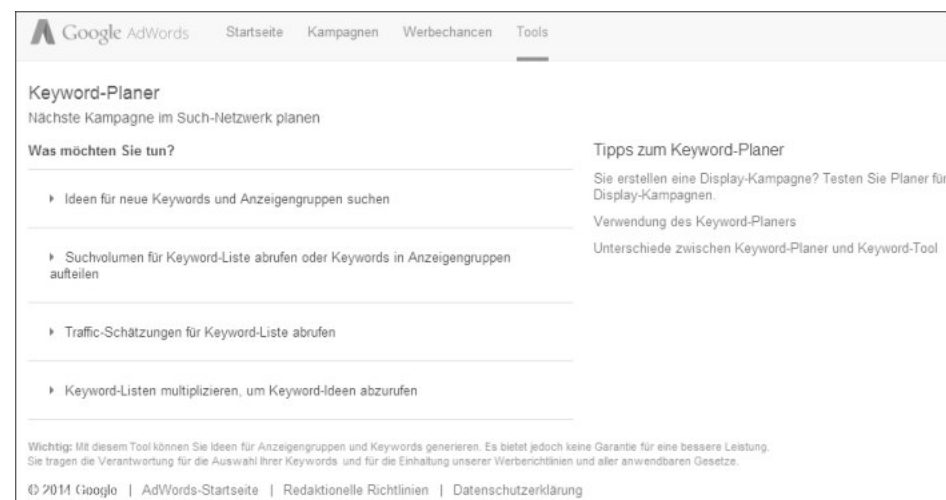 Google AdWords Startseite Kampagnen Werbechancen Tools
Keyword-Planer
Nächste Kampagne im Such-Netzwerk planen
Was möchten Sie tun?
Ideen für neue Keywords und Anzeigengruppen suchen
Suchvolumen für Keyword-Liste abrufen oder Keywords in Anzeigengruppen
aufteilen
Traffic-Schätzungen für Keyword-Liste abrufen
Keyword-Listen multiplizieren, um Keyword-Ideen abzurufen
Tipps zum Keyword-Planer
Sie erstellen eine Display-Kampagne? Testen Sie Planer für
Display-Kampagnen.
Verwendung des Keyword-Planers
Unterschiede zwischen Keyword-Planer und Keyword-Tool
Wichtig: Mit diesem Tool können Sie Ideen für Anzeigengruppen und Keywords generieren. Es bietet jedoch keine Garantie für eine bessere Leistung.
Sie tragen die Verantwortung für die Auswahl Ihrer Keywords und für die Einhaltung unserer Werberichtlinien und aller anwendbaren Gesetze.
© 2014 Google | AdWords-Startseite | Redaktionelle Richtlinien | Datenschutzerklärung